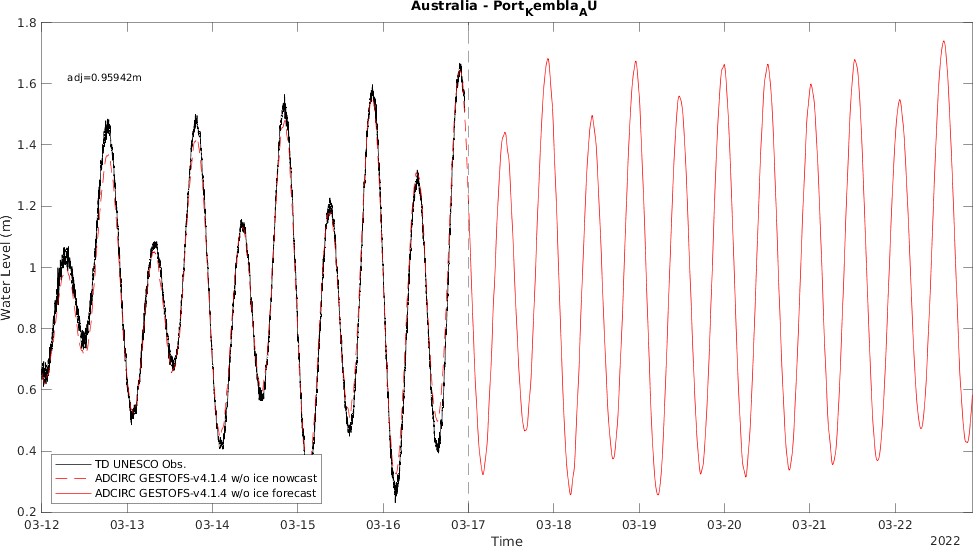 Australia - PortKemblaAU
1.8
1.6
1.4
1.2
1
0.8
0.6
0.4
0.2
Water Level (m)
adj=0.95942m
TD UNESCO Obs.
ADCIRC GESTOFS-v4.1.4 w/o ice nowcast
ADCIRC GESTOFS-v4.1.4 w/o ice forecast
03-12 03-13 03-14 03-15 03-16 03-17 03-18 03-19 03-20 03-21 03-22
Time
2022